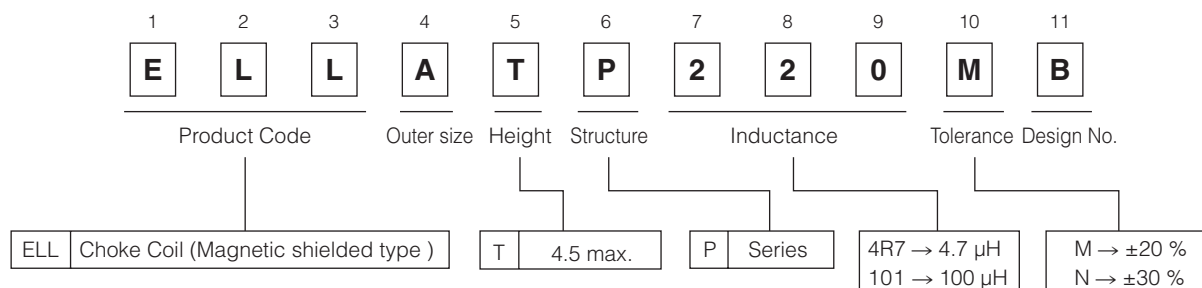 1 2 3 4 5 6 7 8 9 10 11
E L L A T P 2 2 0 M B
Product Code Outer size Height Structure Inductance Tolerance Design No.
ELL Choke Coil (Magnetic shielded type )
T 4.5 max.
P Series
4R7 → 4.7 µH
101 → 100 µH
M → ±20 %
N → ±30 %